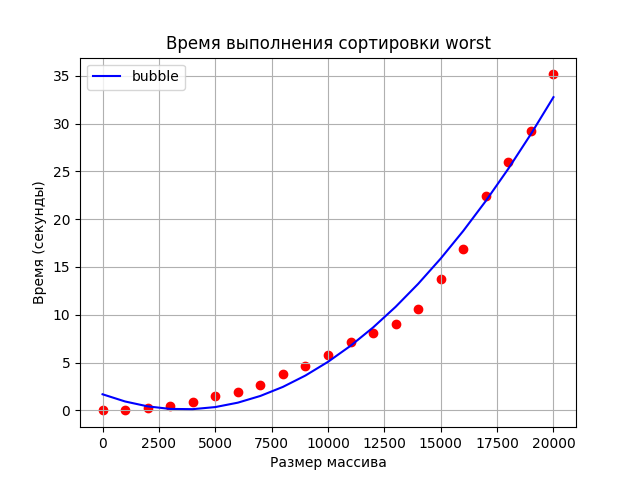 Время выполнения сортировки worst
bubble
35
30
25
20
15
10
5
0
Время (секунды)
0 2500 5000 7500 10000 12500 15000 17500 20000
Размер массива